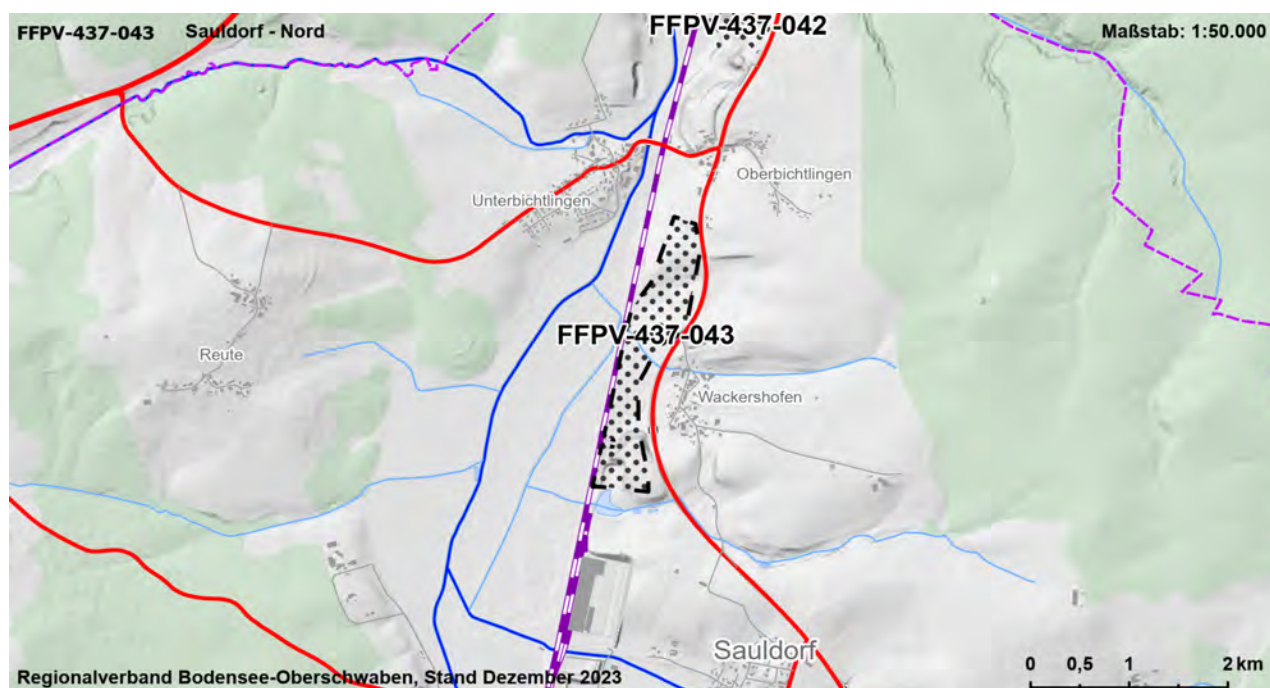 FFPV-437-043 Sauldorf - Nord
FFPV-437-042
Maßstab: 1:50.000
Oberbichtlingen
Unterbichtlingen
FFPV-437-043
Reute
Wackershofen
Sauldorf
Regionalverband Bodensee-Oberschwaben, Stand Dezember 2023
0 0,5 1 2 km